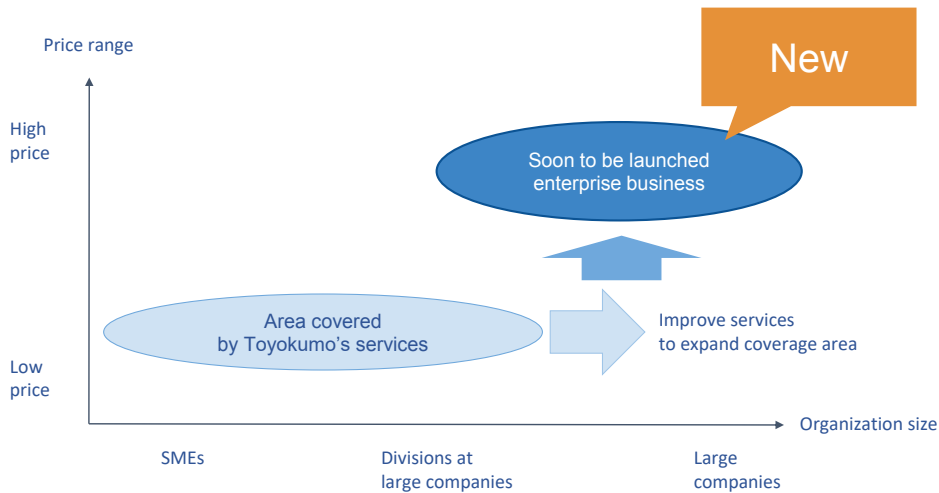 Price range
New
High
price
Soon to be launched
enterprise business
Area covered
by Toyokumo's services
Improve services
to expand coverage area
Low
price
Organization size
SMEs
Divisions at
large companies
Large
companies